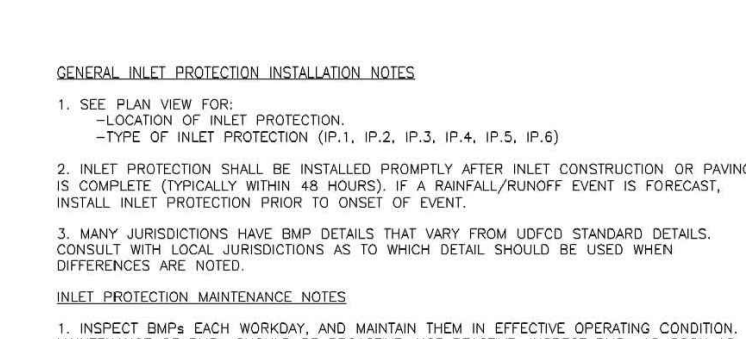 GENERAL INLET PROTECTION INSTALLATION NOTES
1. SEE PLAN VIEW FOR:
-LOCATION OF INLET PROTECTION.
-TYPE OF INLET PROTECTION (IP.1, IP.2, IP.3, IP.4, IP.5, IP.6)
2. INLET PROTECTION SHALL BE INSTALLED PROMPTLY AFTER INLET CONSTRUCTION OR PAVING
IS COMPLETE (TYPICALLY WITHIN 48 HOURS). IF A RAINFALL/RUNOFF EVENT IS FORECAST,
INSTALL INLET PROTECTION PRIOR TO ONSET OF EVENT.
3. MANY JURISDICTIONS HAVE BMP DETAILS THAT VARY FROM UDFCD STANDARD DETAILS.
CONSULT WITH LOCAL JURISDICTIONS AS TO WHICH DETAIL SHOULD BE USED WHEN
DIFFERENCES ARE NOTED.
INLET PROTECTION MAINTENANCE NOTES
1. INSPECT BMPs EACH WORKDAY, AND MAINTAIN THEM IN EFFECTIVE OPERATING CONDITION.